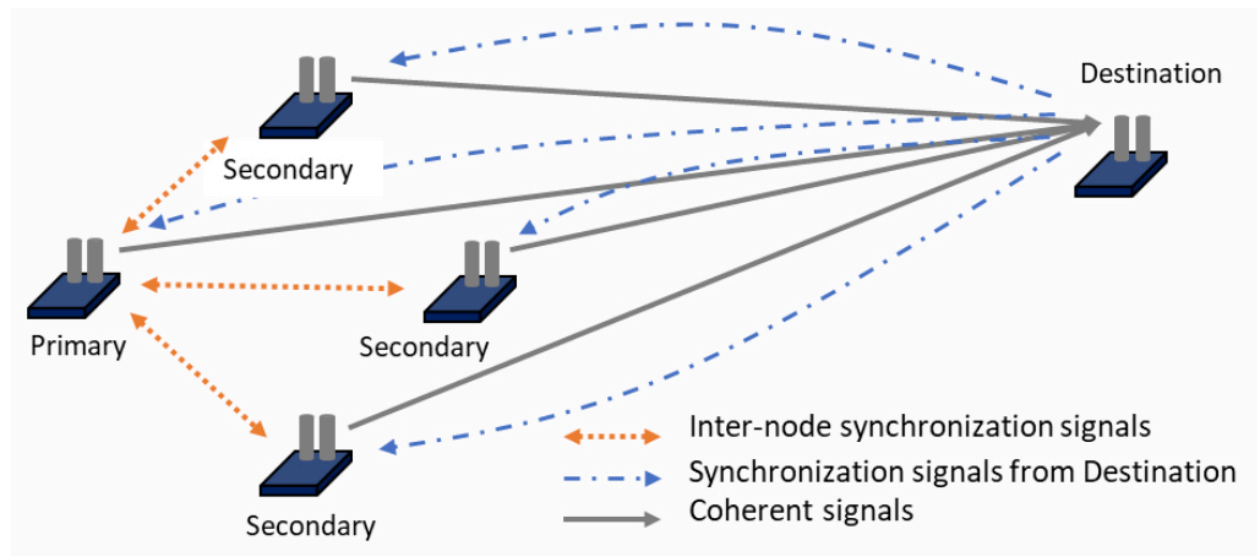 Destination
Secondary
Primary
Secondary
Secondary
Inter-node synchronization signals
Synchronization signals from Destination
Coherent signals